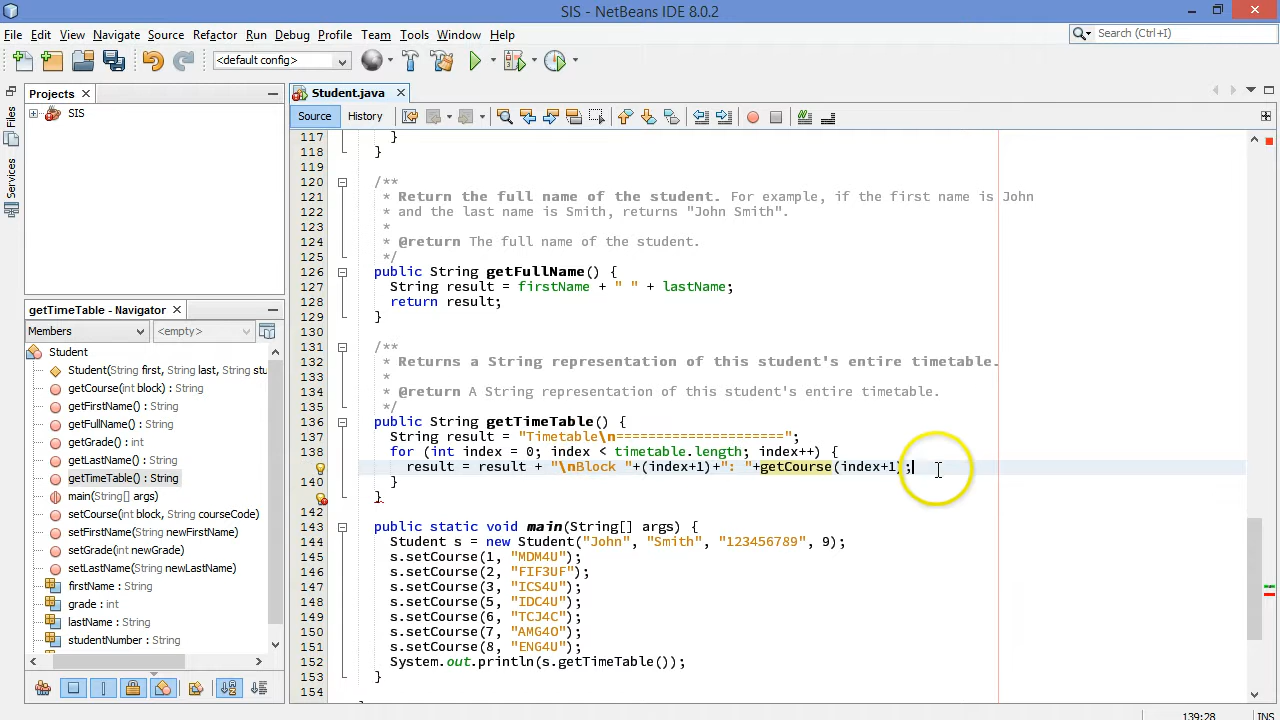 SIS - NetBeans IDE 8.0.2
File Edit View Navigate Source Refactor Run Debug Profile Team Tools Window Help
Search (Ctrl+I)
<default config>
Projects
SIS
Files
Services
Student.java
Source History
117 }
118 }
119
120 /**
121 * Return the full name of the student. For example, if the first name is John
122 * and the last name is Smith, returns "John Smith".
123 *
124 * @return The full name of the student.
125 */
126 public String getFullName() {
127 String result = firstName + " " + lastName;
128 return result;
129 }
130
131 /**
132 * Returns a String representation of this student's entire timetable.
133 *
134 * @return A String representation of this student's entire timetable.
135 */
136 public String getTimeTable() {
137 String result = "Timetable\n=====================";
138 for (int index = 0; index < timetable.length; index++) {
result = result + "\nBlock "+(index+1)+": "+getCourse(index+1);
140 }
}
142
143 public static void main(String[] args) {
144 Student s = new Student("John", "Smith", "123456789", 9);
145 s.setCourse(1, "MDM4U");
146 s.setCourse(2, "FIF3UF");
147 s.setCourse(3, "ICS4U");
148 s.setCourse(5, "IDC4U");
149 s.setCourse(6, "TCJ4C");
150 s.setCourse(7, "AMG4O");
151 s.setCourse(8, "ENG4U");
152 System.out.println(s.getTimeTable());
153 }
154
getTimeTable - Navigator
Members <empty>
Student
Student(String first, String last, String stu
getCourse(int block) : String
getFirstName() : String
getFullName() : String
getGrade() : int
getLastName() : String
getTimeTable() : String
main(String[] args)
setCourse(int block, String courseCode)
setFirstName(String newFirstName)
setGrade(int newGrade)
setLastName(String newLastName)
firstName : String
grade : int
lastName : String
studentNumber : String
139:28 INS